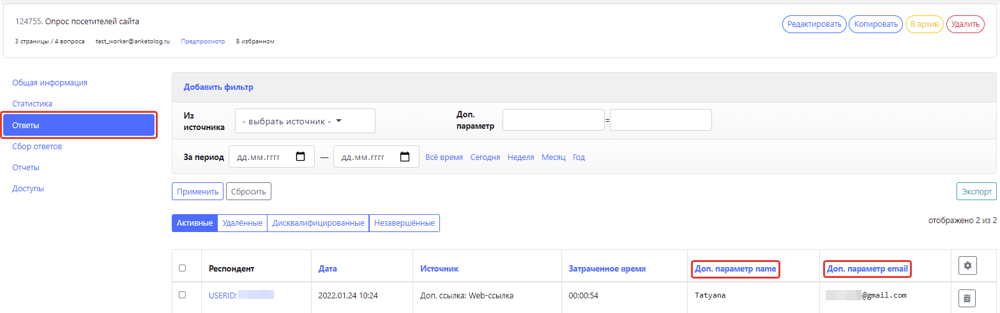 124755. Опрос посетителей сайта
Редактировать Копировать В архив Удалить
3 страницы / 4 вопроса test_worker@anketolog.ru Предпросмотр В избранном
Общая информация
Статистика
Ответы
Сбор ответов
Отчеты
Доступы
Добавить фильтр
Из источника - выбрать источник - Доп. параметр =
За период дд.мм.гггг — дд.мм.гггг Всё время Сегодня Неделя Месяц Год
Применить Сбросить Экспорт
Активные Удалённые Дисквалифицированные Незавершённые отображено 2 из 2
Респондент Дата Источник Затраченное время Доп. параметр name Доп. параметр email
USERID: 2022.01.24 10:24 Доп. ссылка: Web-ссылка 00:00:54 Tatyana @gmail.com